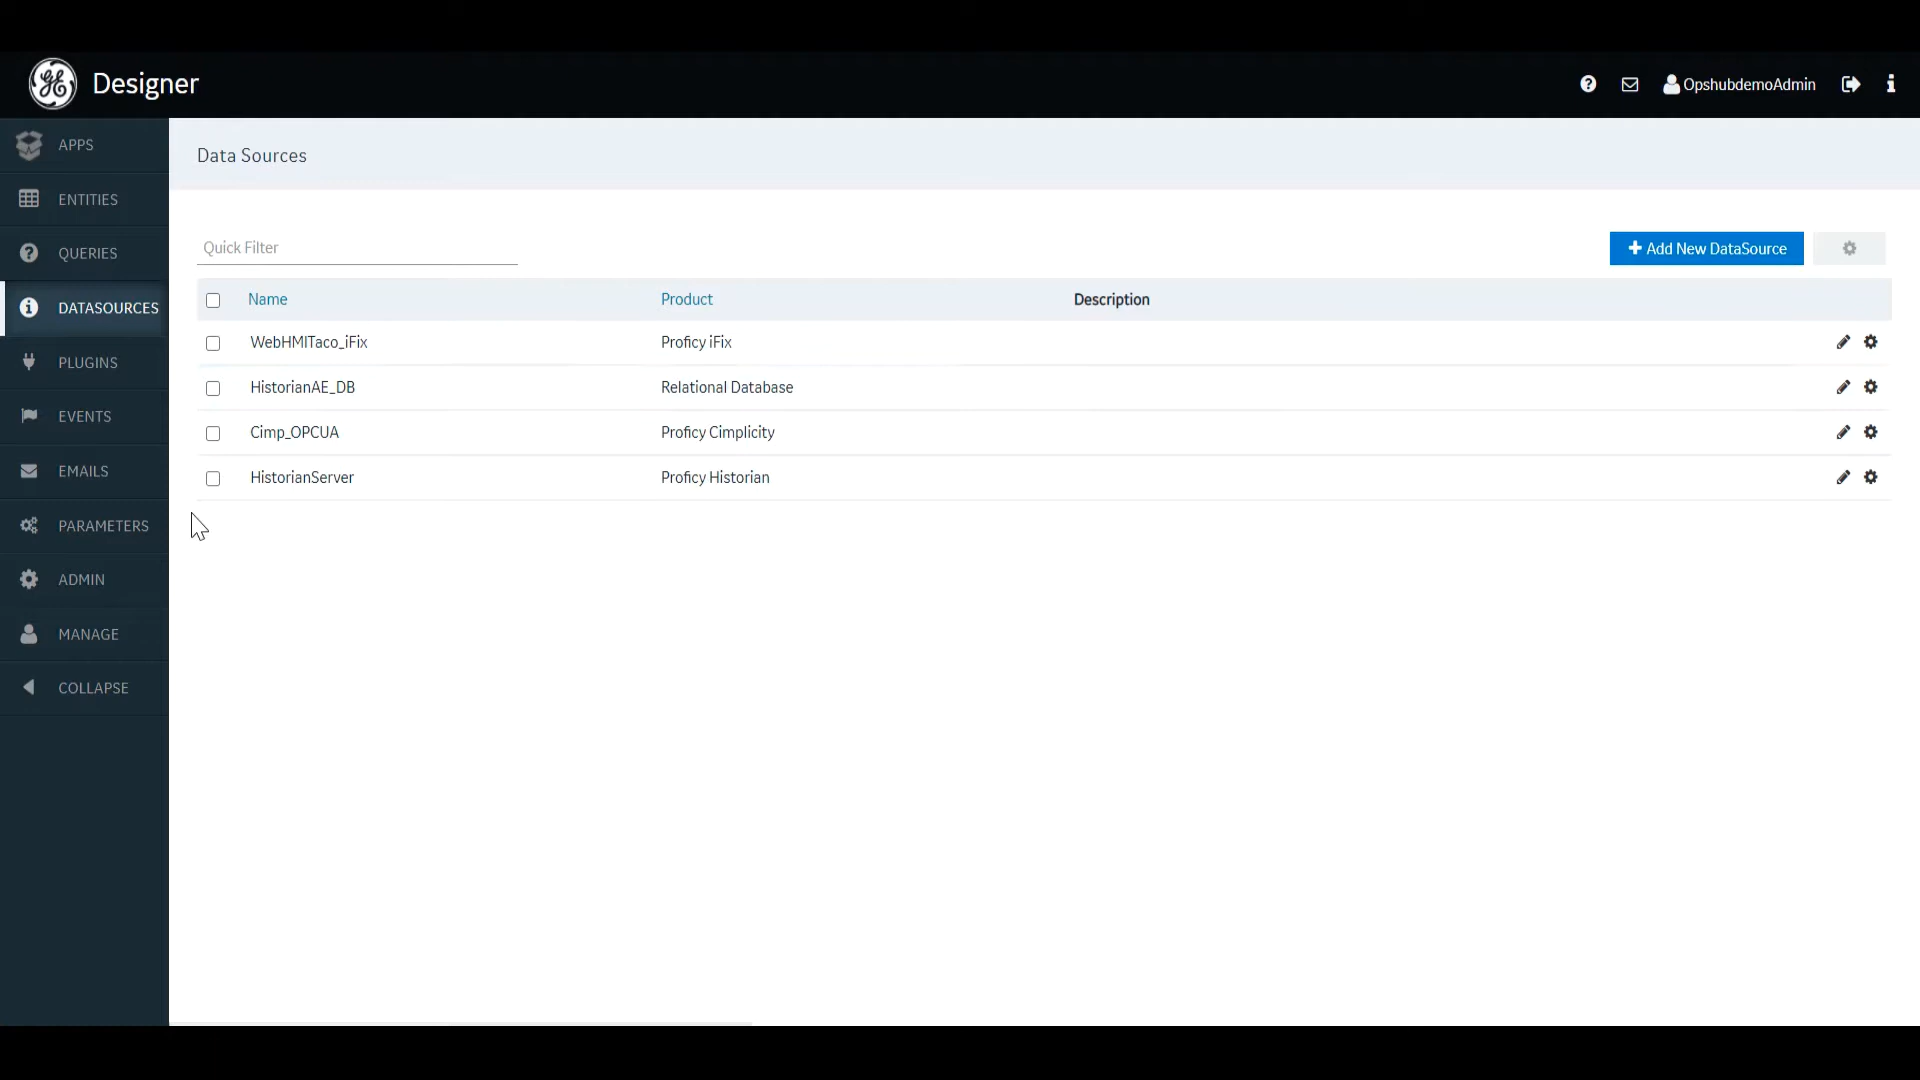 Designer
OpshubdemoAdmin
APPS
ENTITIES
QUERIES
DATASOURCES
PLUGINS
EVENTS
EMAILS
PARAMETERS
ADMIN
MANAGE
COLLAPSE
Data Sources
Quick Filter
Add New DataSource
Name Product Description
WebHMITaco_iFix Proficy iFix
HistorianAE_DB Relational Database
Cimp_OPCUA Proficy Cimplicity
HistorianServer Proficy Historian